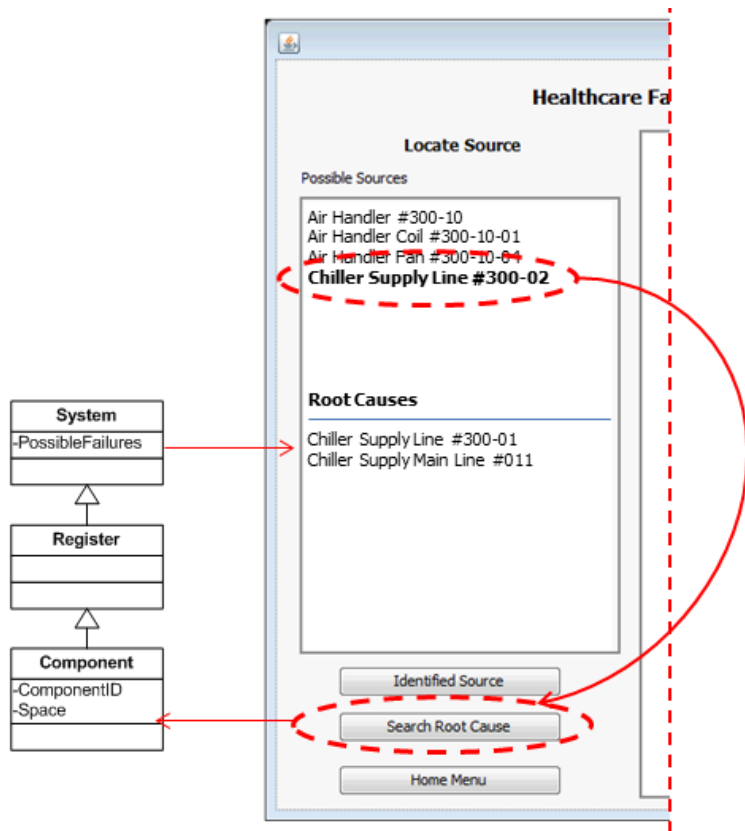 Healthcare Fa
Locate Source
Possible Sources
Air Handler #300-10
Air Handler Coil #300-10-01
Air Handler Fan #300-10-04
Chiller Supply Line #300-02
Root Causes
Chiller Supply Line #300-01
Chiller Supply Main Line #011
Identified Source
Search Root Cause
Home Menu
System
-PossibleFailures
Register
Component
-ComponentID
-Space